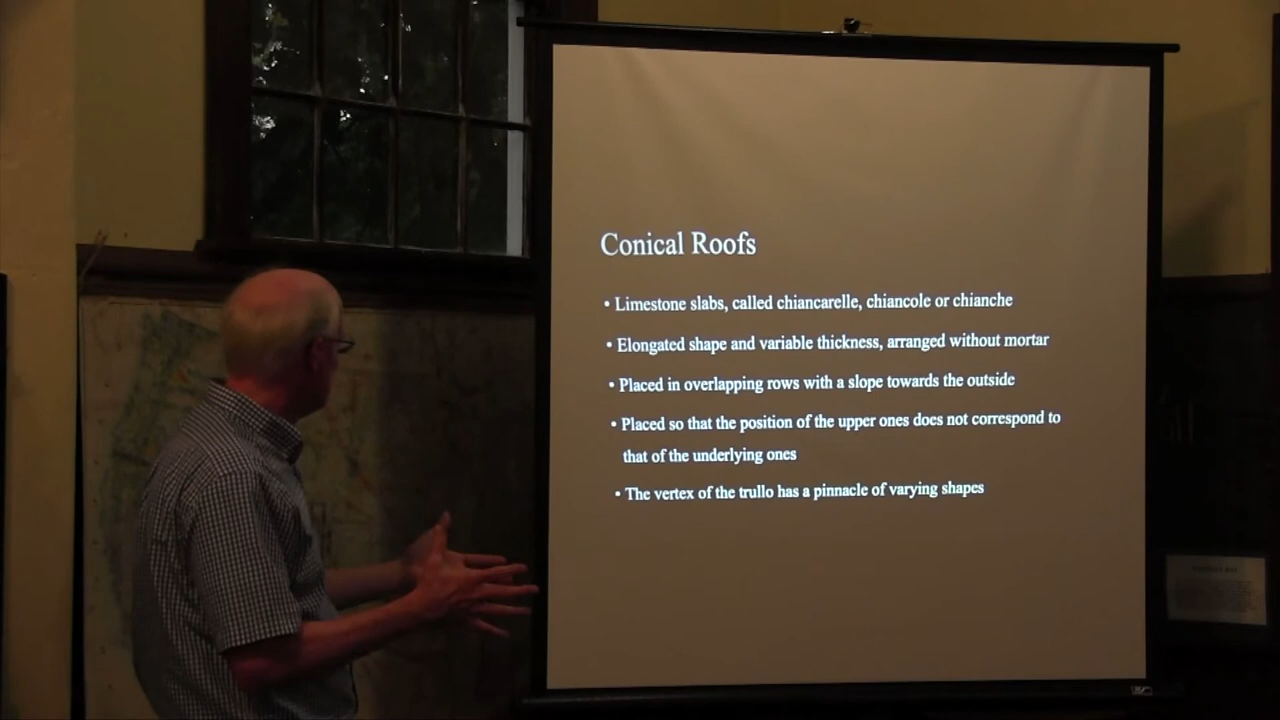 Conical Roofs
• Limestone slabs, called chiancarelle, chiancole or chianche
• Elongated shape and variable thickness, arranged without mortar
• Placed in overlapping rows with a slope towards the outside
• Placed so that the position of the upper ones does not correspond to
that of the underlying ones
• The vertex of the trullo has a pinnacle of varying shapes